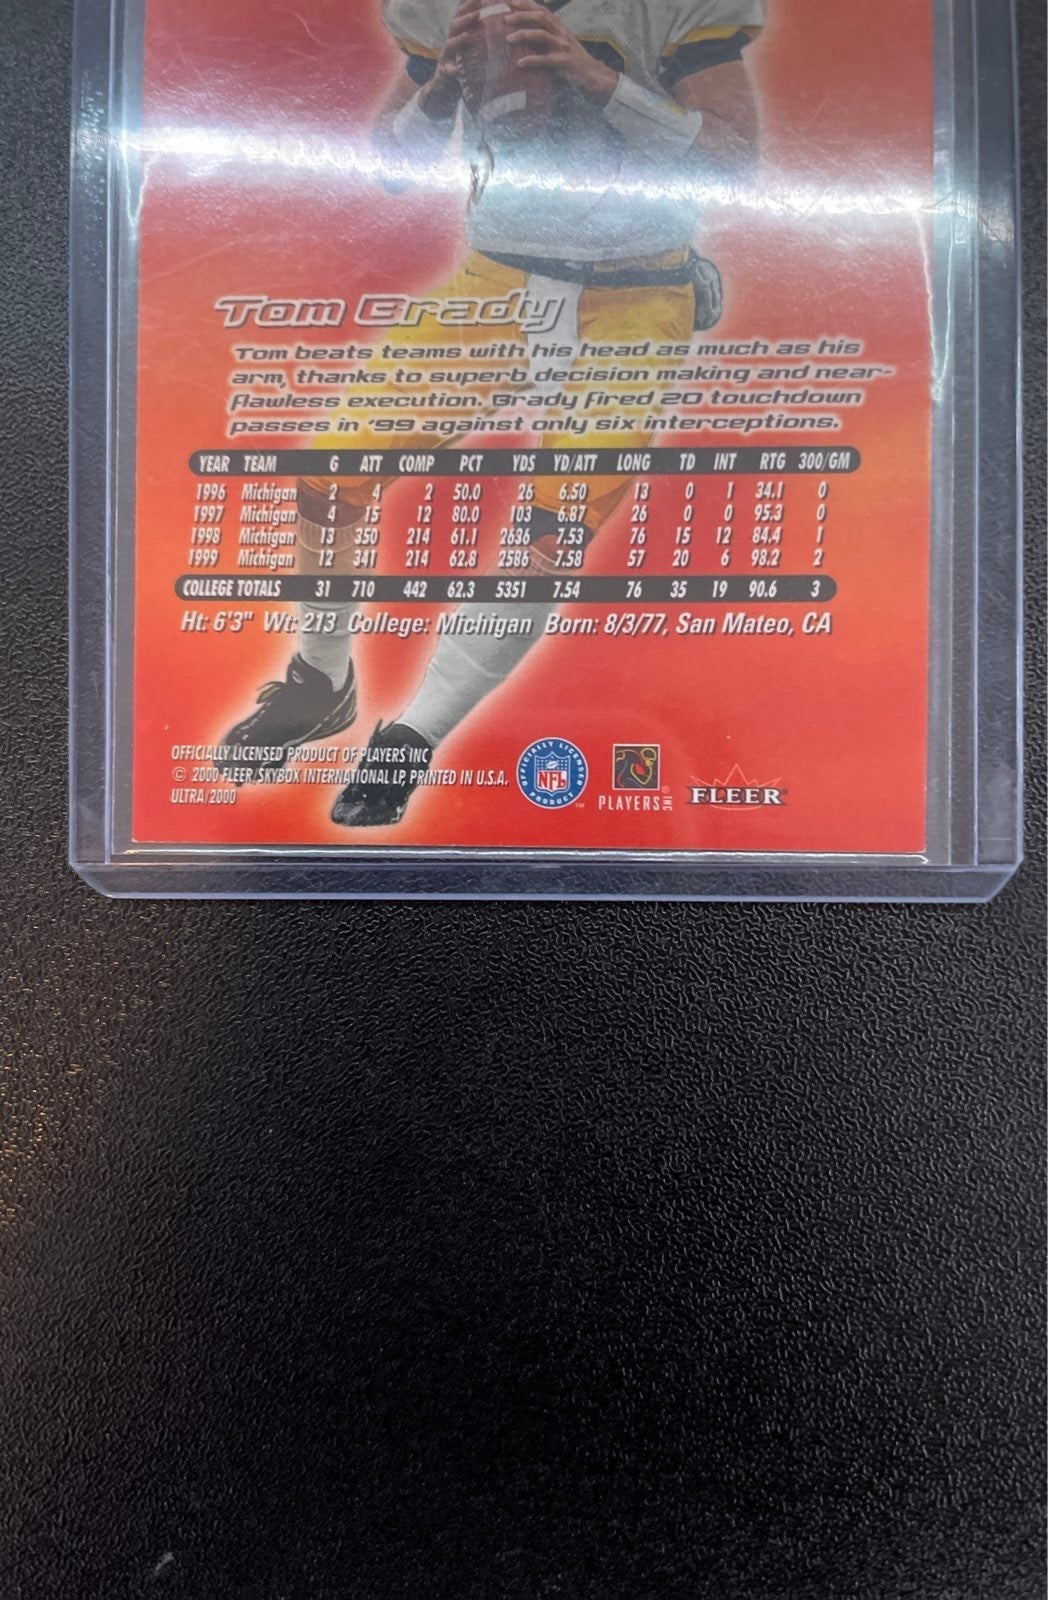 Tom Brady
Tom beats teams with his head as much as his
arm, thanks to superb decision making and near-
flawless execution. Brady fired 20 touchdown
passes in '99 against only six interceptions.
YEAR TEAM G ATT COMP PCT YDS YD/ATT LONG TD INT RTG 300/GM
1996 Michigan 2 4 2 50.0 26 6.50 13 0 1 34.1 0
1997 Michigan 4 15 12 80.0 103 6.87 26 0 0 95.3 0
1998 Michigan 13 350 214 61.1 2636 7.53 76 15 12 84.4 1
1999 Michigan 12 341 214 62.8 2586 7.58 57 20 6 98.2 2
COLLEGE TOTALS 31 710 442 62.3 5351 7.54 76 35 19 90.6 3
Ht: 6'3" Wt: 213 College: Michigan Born: 8/3/77, San Mateo, CA
OFFICIALLY LICENSED PRODUCT OF PLAYERS INC
© 2000 FLEER/SKYBOX INTERNATIONAL LP, PRINTED IN U.S.A.
ULTRA/2000
OFFICIALLY LICENSED
NFL
PRODUCT
TM
PLAYERS INC
FLEER